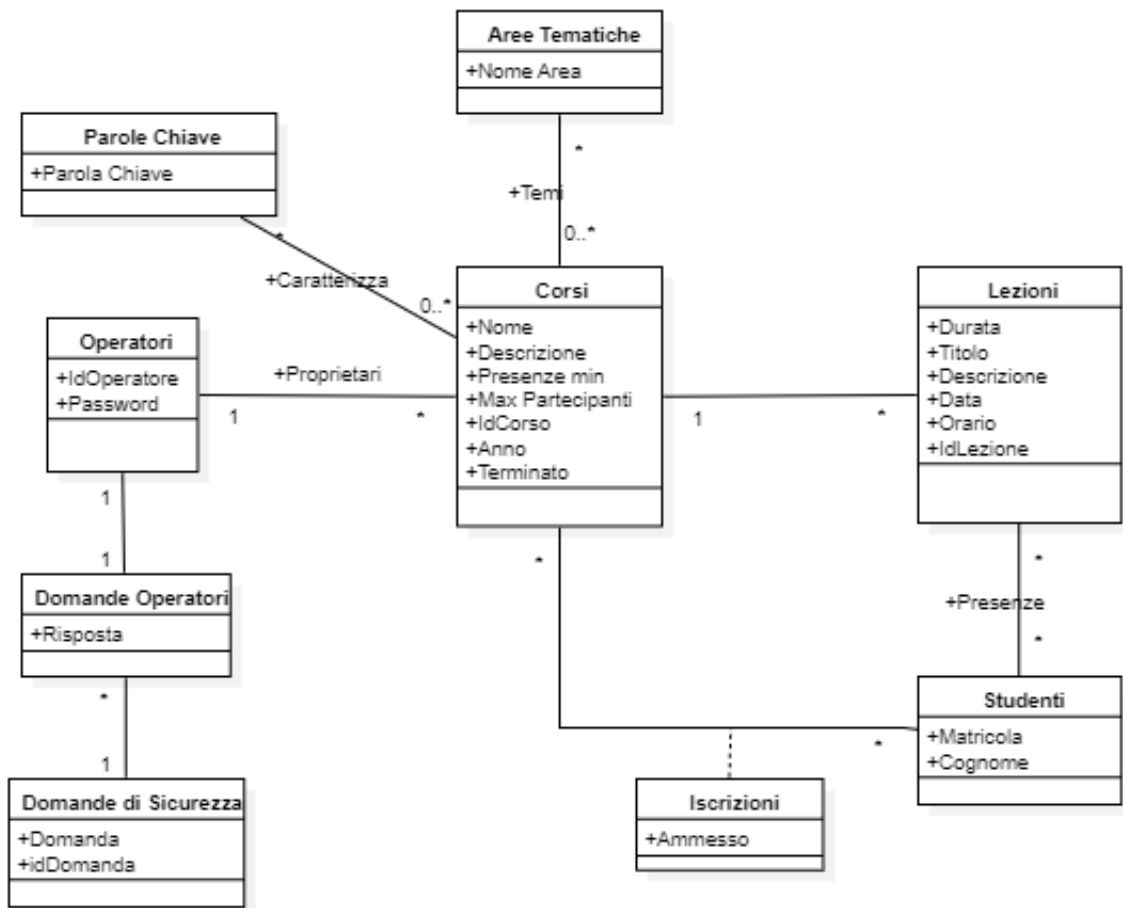 Aree Tematiche
+Nome Area
*
+Temi
0..*
Parole Chiave
+Parola Chiave
*
+Caratterizza
0..*
Operatori
+IdOperatore
+Password
+Proprietari
1
*
Corsi
+Nome
+Descrizione
+Presenze min
+Max Partecipanti
+IdCorso
+Anno
+Terminato
1
*
Lezioni
+Durata
+Titolo
+Descrizione
+Data
+Orario
+IdLezione
1
1
*
*
+Presenze
*
Domande Operatori
+Risposta
*
1
Studenti
+Matricola
+Cognome
*
Domande di Sicurezza
+Domanda
+idDomanda
Iscrizioni
+Ammesso